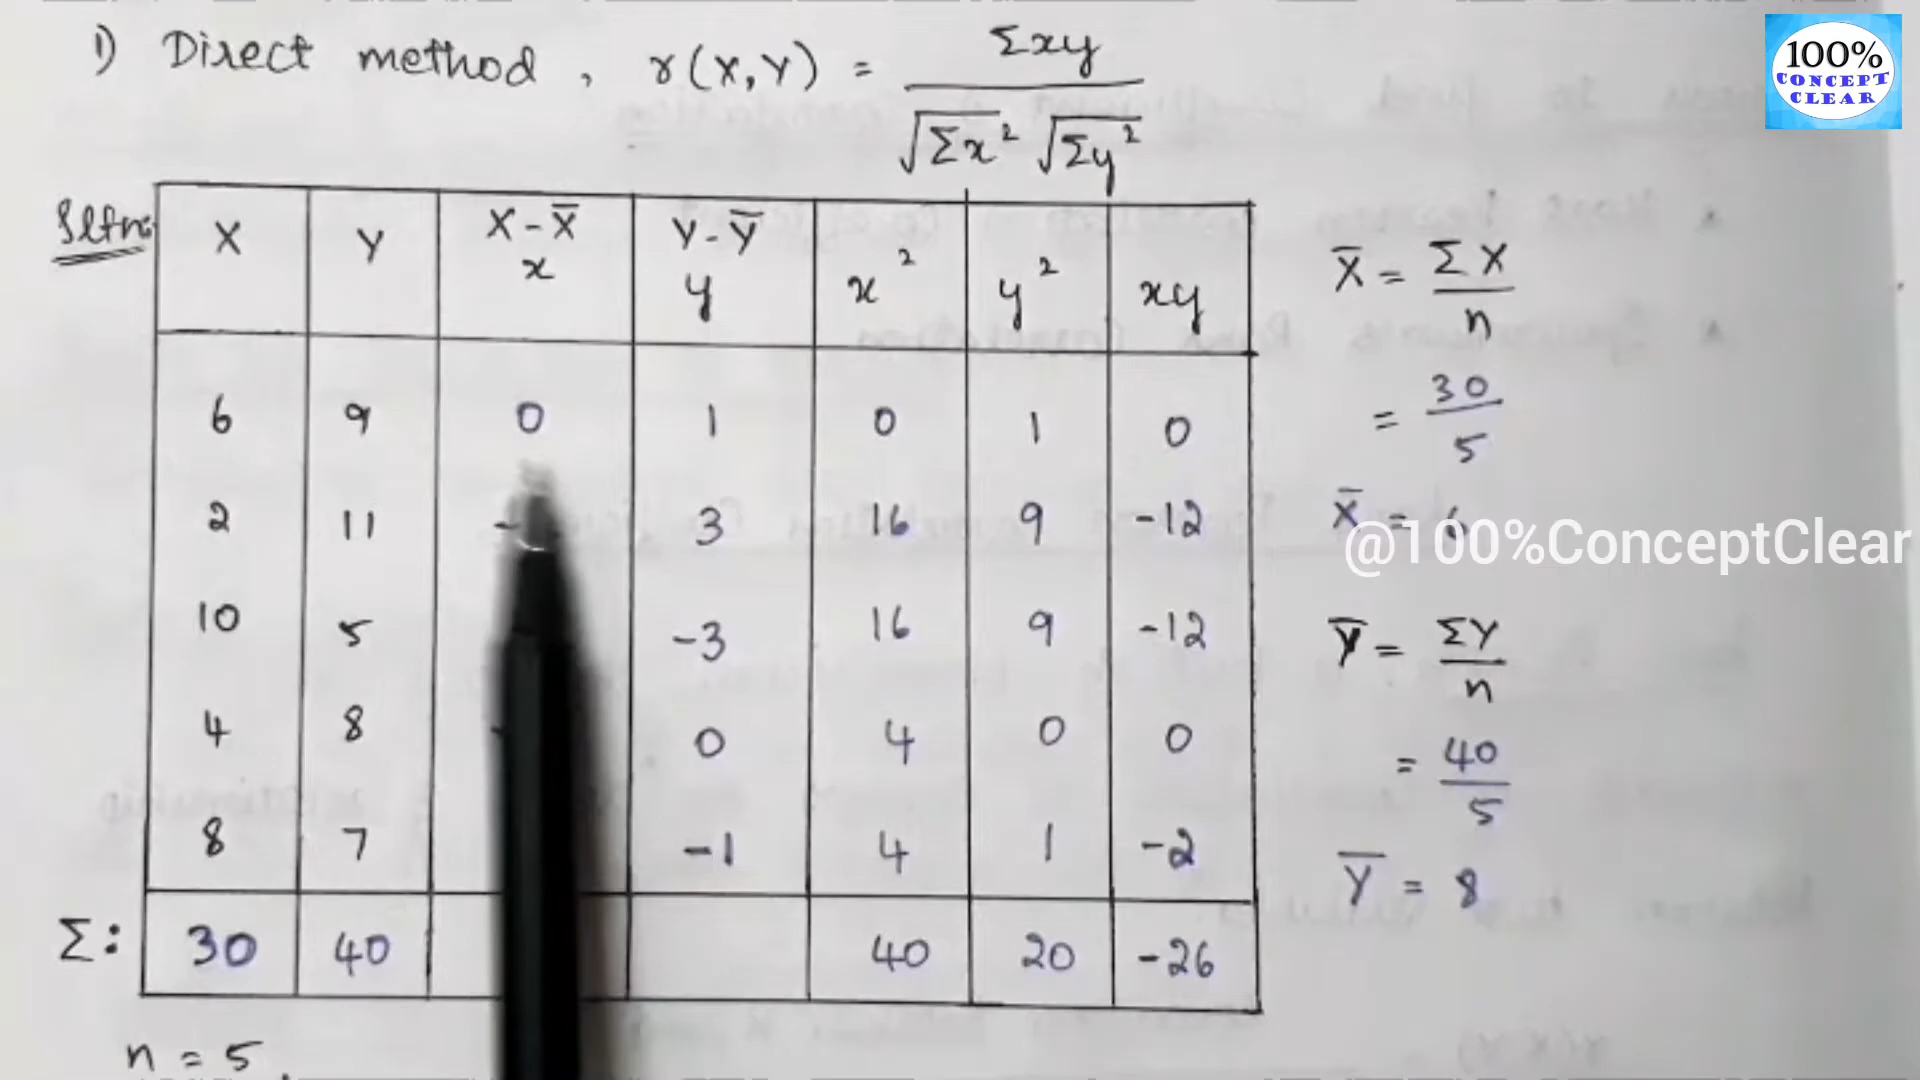 1) Direct method, r(X,Y) = Σxy / √Σx² √Σy²
100% CONCEPT CLEAR
X Y X-X̄ x Y-Ȳ y x² y² xy
6 9 0 1 0 1 0
2 11 - 3 16 9 -12
10 5 -3 16 9 -12
4 8 - 0 4 0 0
8 7 -1 4 1 -2
Σ: 30 40 40 20 -26
n = 5
X̄ = ΣX / n
= 30 / 5
X̄ = 6
@100%ConceptClear
Ȳ = ΣY / n
= 40 / 5
Ȳ = 8